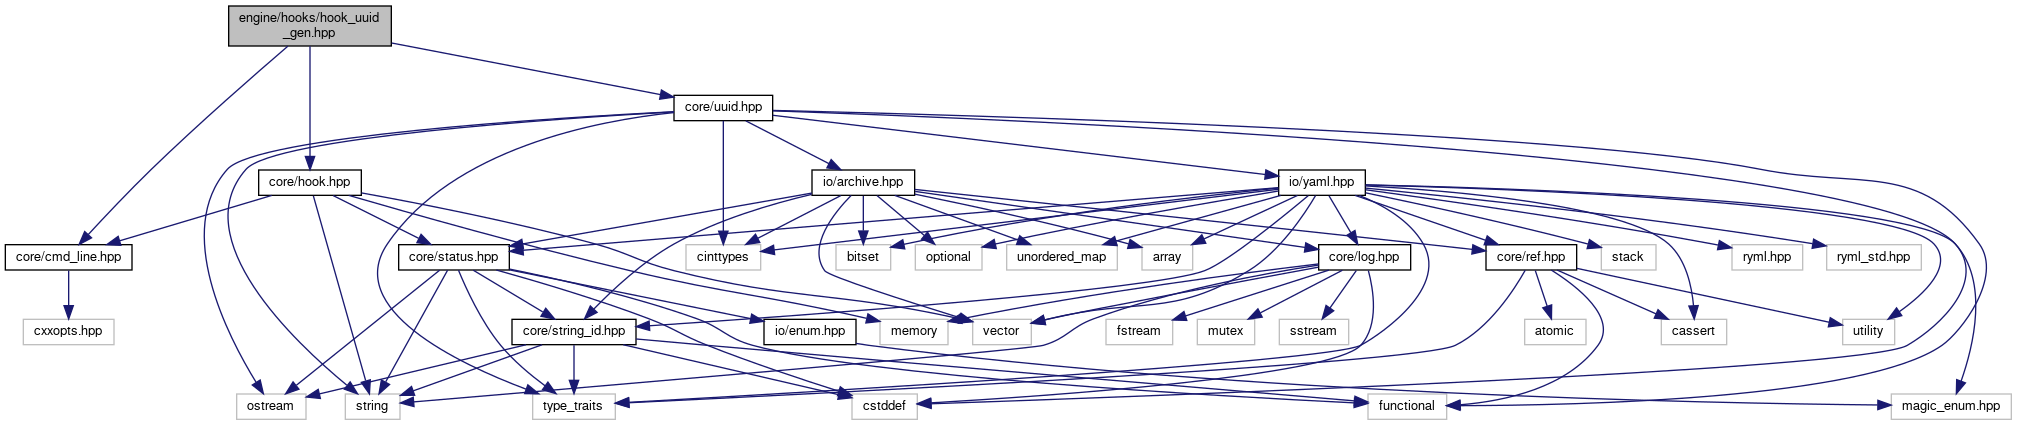 engine/hooks/hook_uuid
_gen.hpp
core/uuid.hpp
core/hook.hpp
io/archive.hpp
io/yaml.hpp
core/cmd_line.hpp
core/status.hpp
cinttypes
bitset
optional
unordered_map
array
core/log.hpp
core/ref.hpp
stack
ryml.hpp
ryml_std.hpp
cxxopts.hpp
core/string_id.hpp
io/enum.hpp
memory
vector
fstream
mutex
sstream
atomic
cassert
utility
ostream
string
type_traits
cstddef
functional
magic_enum.hpp